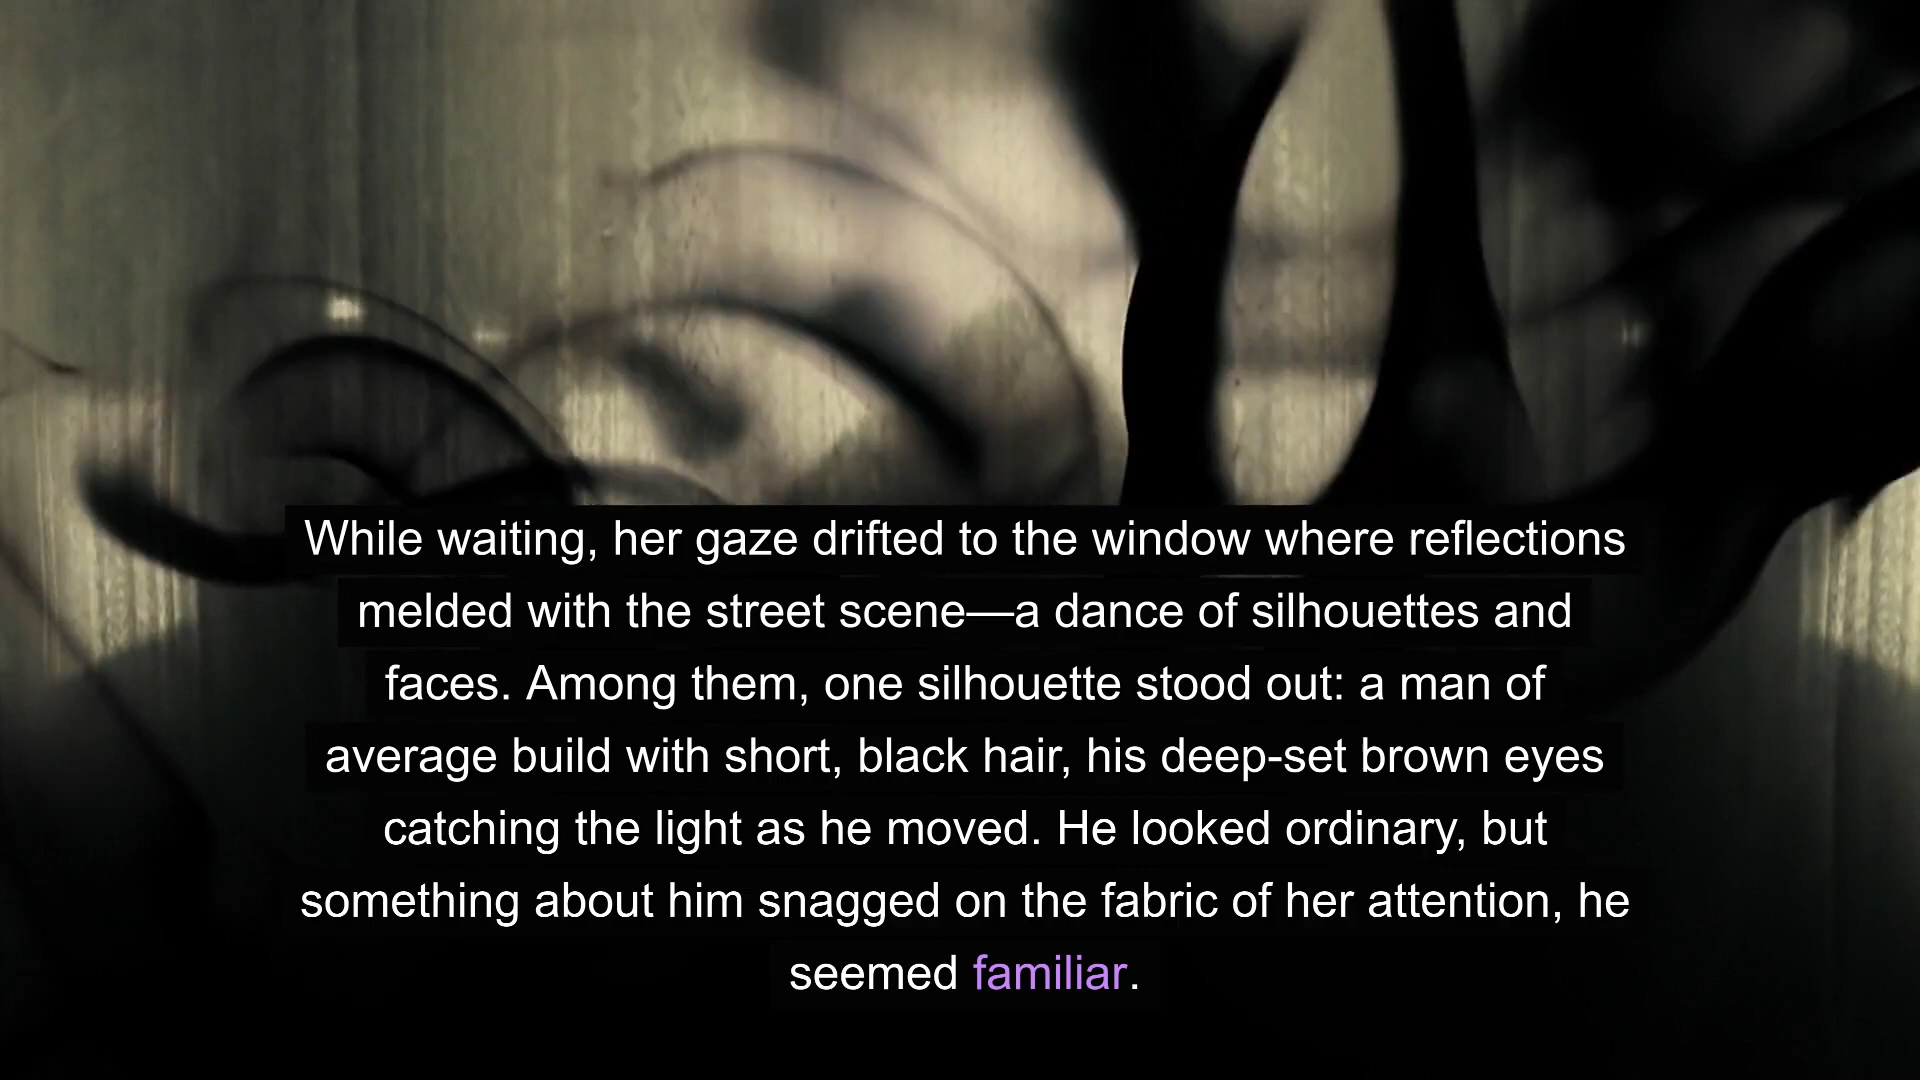 While waiting, her gaze drifted to the window where reflections
melded with the street scene—a dance of silhouettes and
faces. Among them, one silhouette stood out: a man of
average build with short, black hair, his deep-set brown eyes
catching the light as he moved. He looked ordinary, but
something about him snagged on the fabric of her attention, he
seemed familiar.